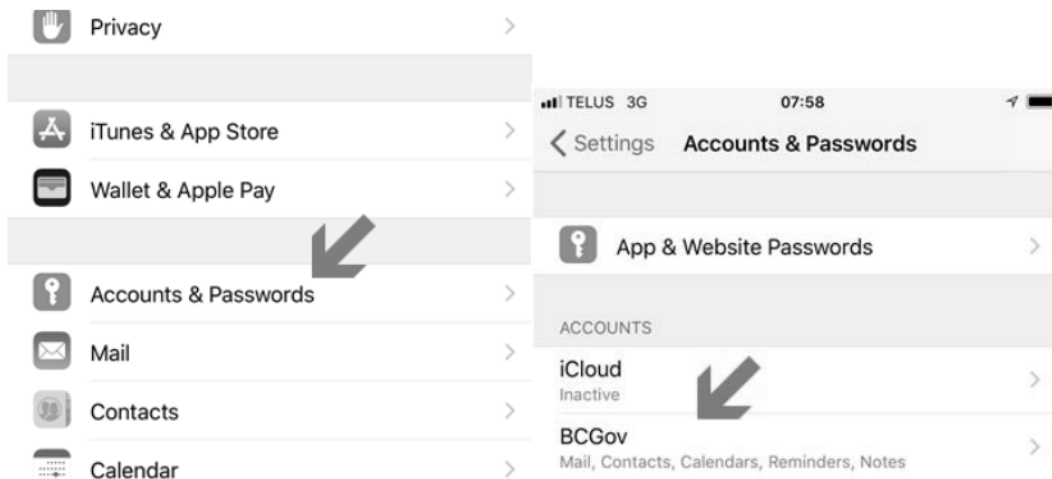 Privacy
iTunes & App Store
Wallet & Apple Pay
Accounts & Passwords
Mail
Contacts
Calendar
TELUS 3G 07:58
Settings Accounts & Passwords
App & Website Passwords
ACCOUNTS
iCloud
Inactive
BCGov
Mail, Contacts, Calendars, Reminders, Notes